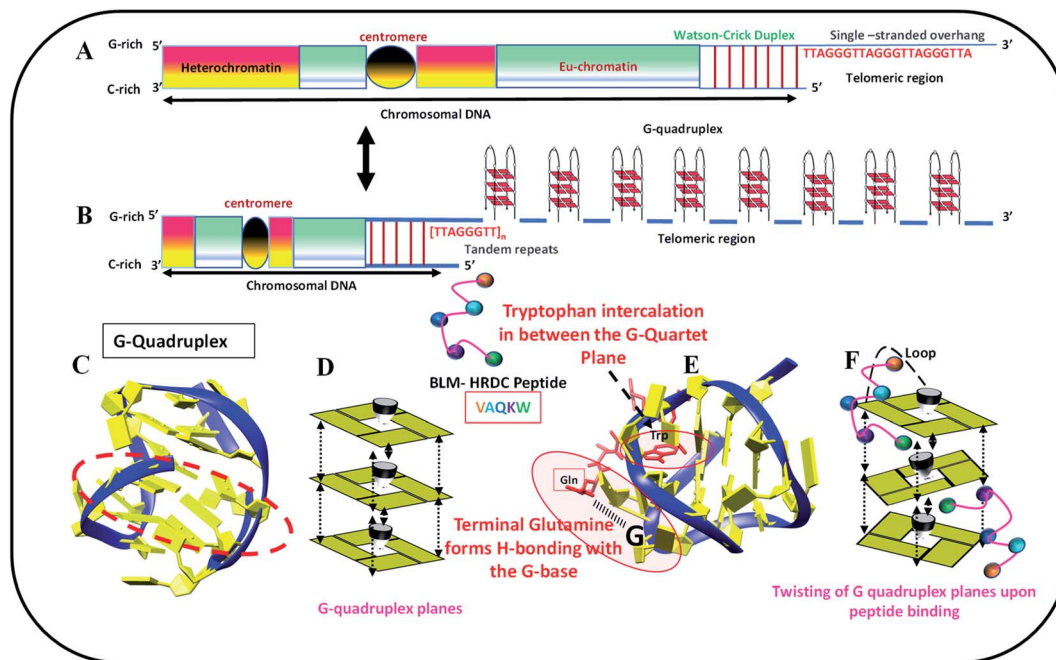 A
G-rich
5'
centromere
Watson-Crick Duplex
Single –stranded overhang
3'
TTAGGGTTAGGGTTAGGGTTA
Heterochromatin
Eu-chromatin
Telomeric region
C-rich
3'
5'
Chromosomal DNA
G-quadruplex
B
centromere
G-rich
5'
3'
[TTAGGGTT]n
Tandem repeats
Telomeric region
C-rich
3'
5'
Chromosomal DNA
G-Quadruplex
C
D
BLM- HRDC Peptide
VAQKW
G-quadruplex planes
Tryptophan intercalation
in between the G-Quartet
Plane
E
Trp
Gln
G
Terminal Glutamine
forms H-bonding with
the G-base
F
Loop
Twisting of G quadruplex planes upon
peptide binding